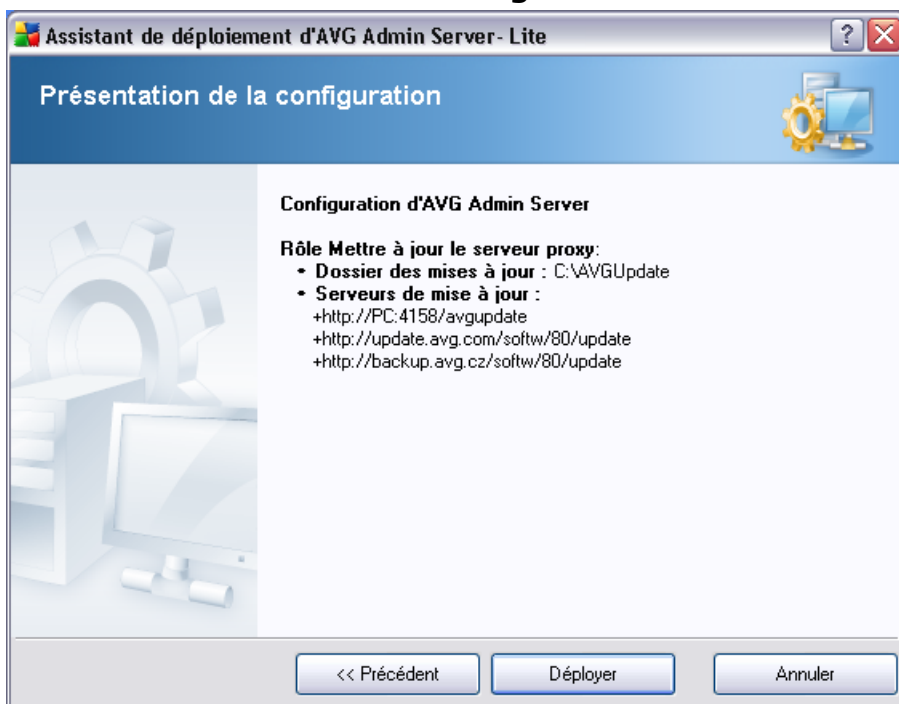 Assistant de déploiement d'AVG Admin Server- Lite
Présentation de la configuration
Configuration d'AVG Admin Server
Rôle Mettre à jour le serveur proxy:
• Dossier des mises à jour : C:\AVGUpdate
• Serveurs de mise à jour :
+http://PC:4158/avgupdate
+http://update.avg.com/softw/80/update
+http://backup.avg.cz/softw/80/update
<< Précédent
Déployer
Annuler